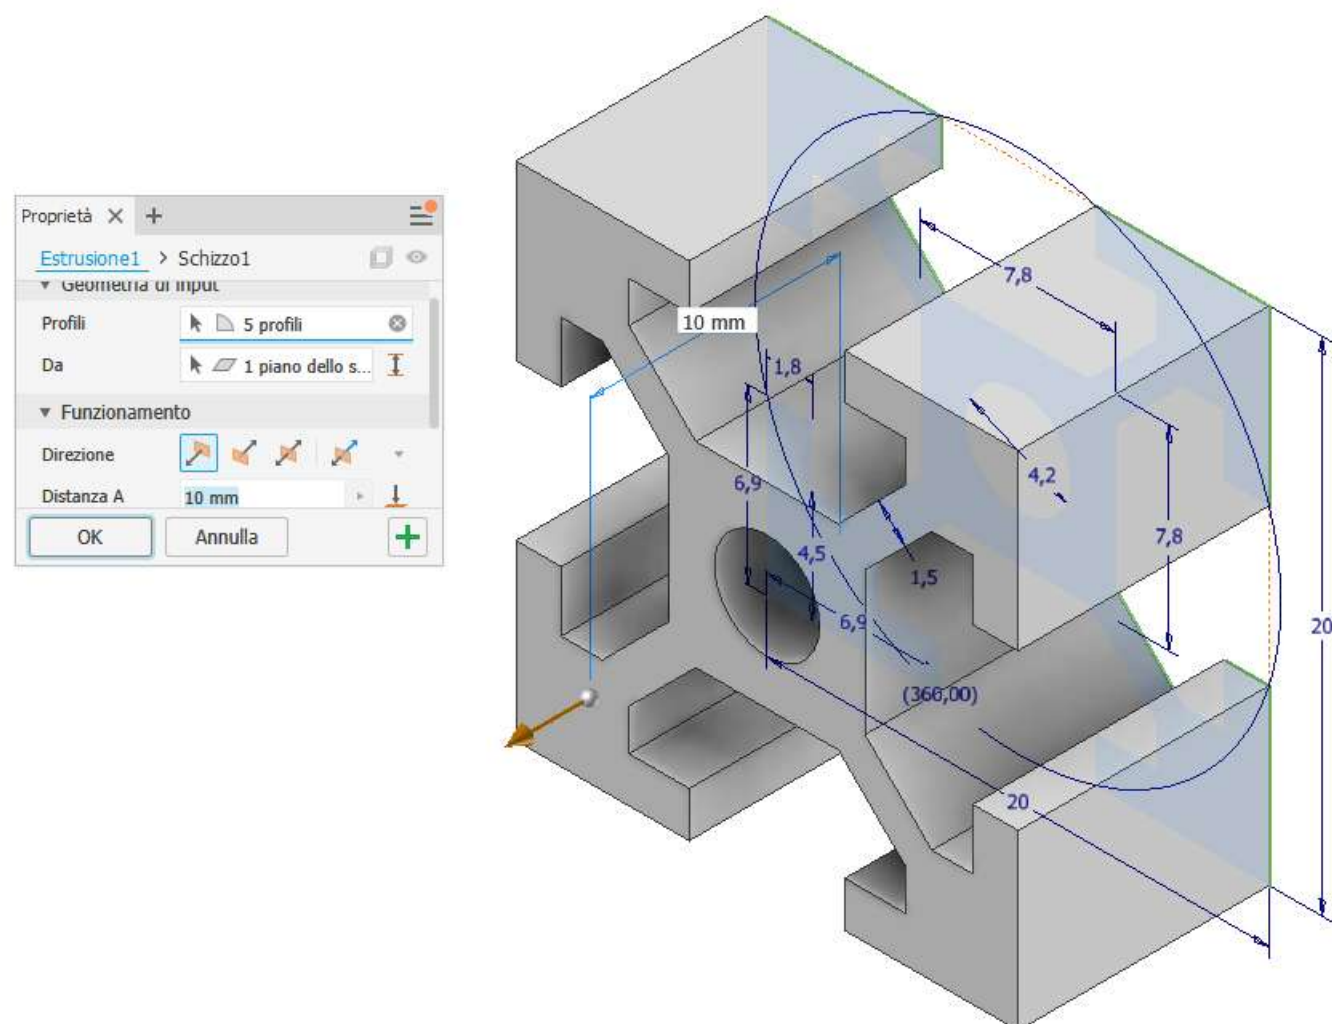 Proprietà
Estrusione1 > Schizzo1
Geometria di input
Profili 5 profili
Da 1 piano dello s...
Funzionamento
Direzione
Distanza A 10 mm
OK Annulla
7,8
10 mm
1,8
6,9
4,2
4,5
7,8
1,5
6,9
20
(360,00)
20